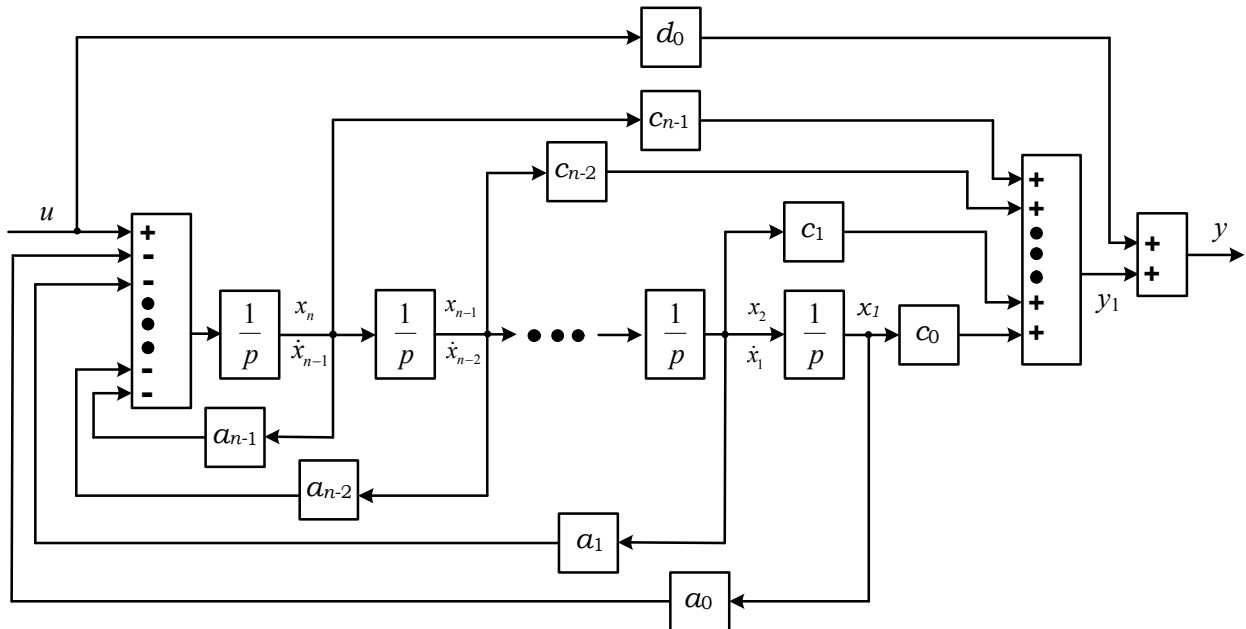 d0
cn-1
cn-2
u
+
-
-
-
-
c1
+
+
+
+
+
+
y
y1
1/p
xn
ẋn−1
1/p
xn−1
ẋn−2
1/p
x2
ẋ1
1/p
x1
c0
an-1
an-2
a1
a0